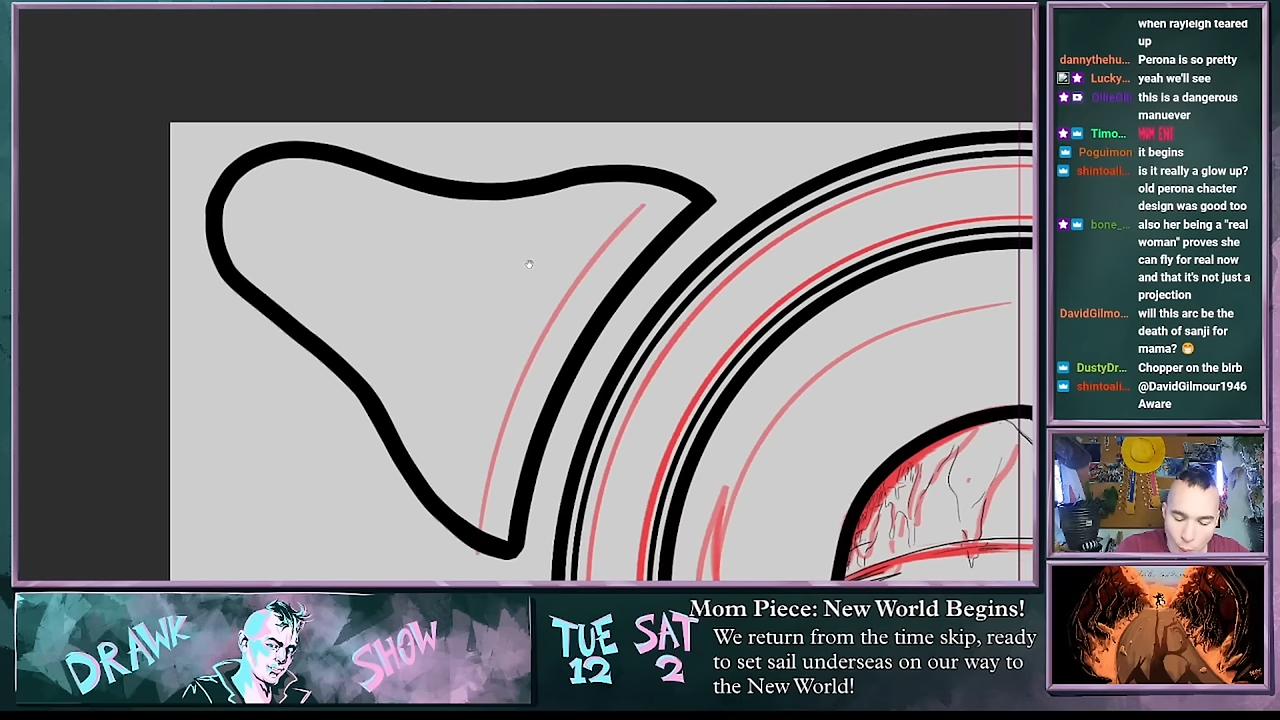 when rayleigh teared
up
dannythehu... Perona is so pretty
Lucky... yeah we'll see
OllieOlli this is a dangerous
manuever
Timo...
Poguimon it begins
shintoali... is it really a glow up?
old perona chacter
design was good too
bone_... also her being a "real
woman" proves she
can fly for real now
and that it's not just a
projection
DavidGilmo... will this arc be the
death of sanji for
mama? 😁
DustyDr... Chopper on the birb
shintoali... @DavidGilmour1946
Aware
DRAWK
SHOW
TUE
12
SAT
2
Mom Piece: New World Begins!
We return from the time skip, ready
to set sail underseas on our way to
the New World!